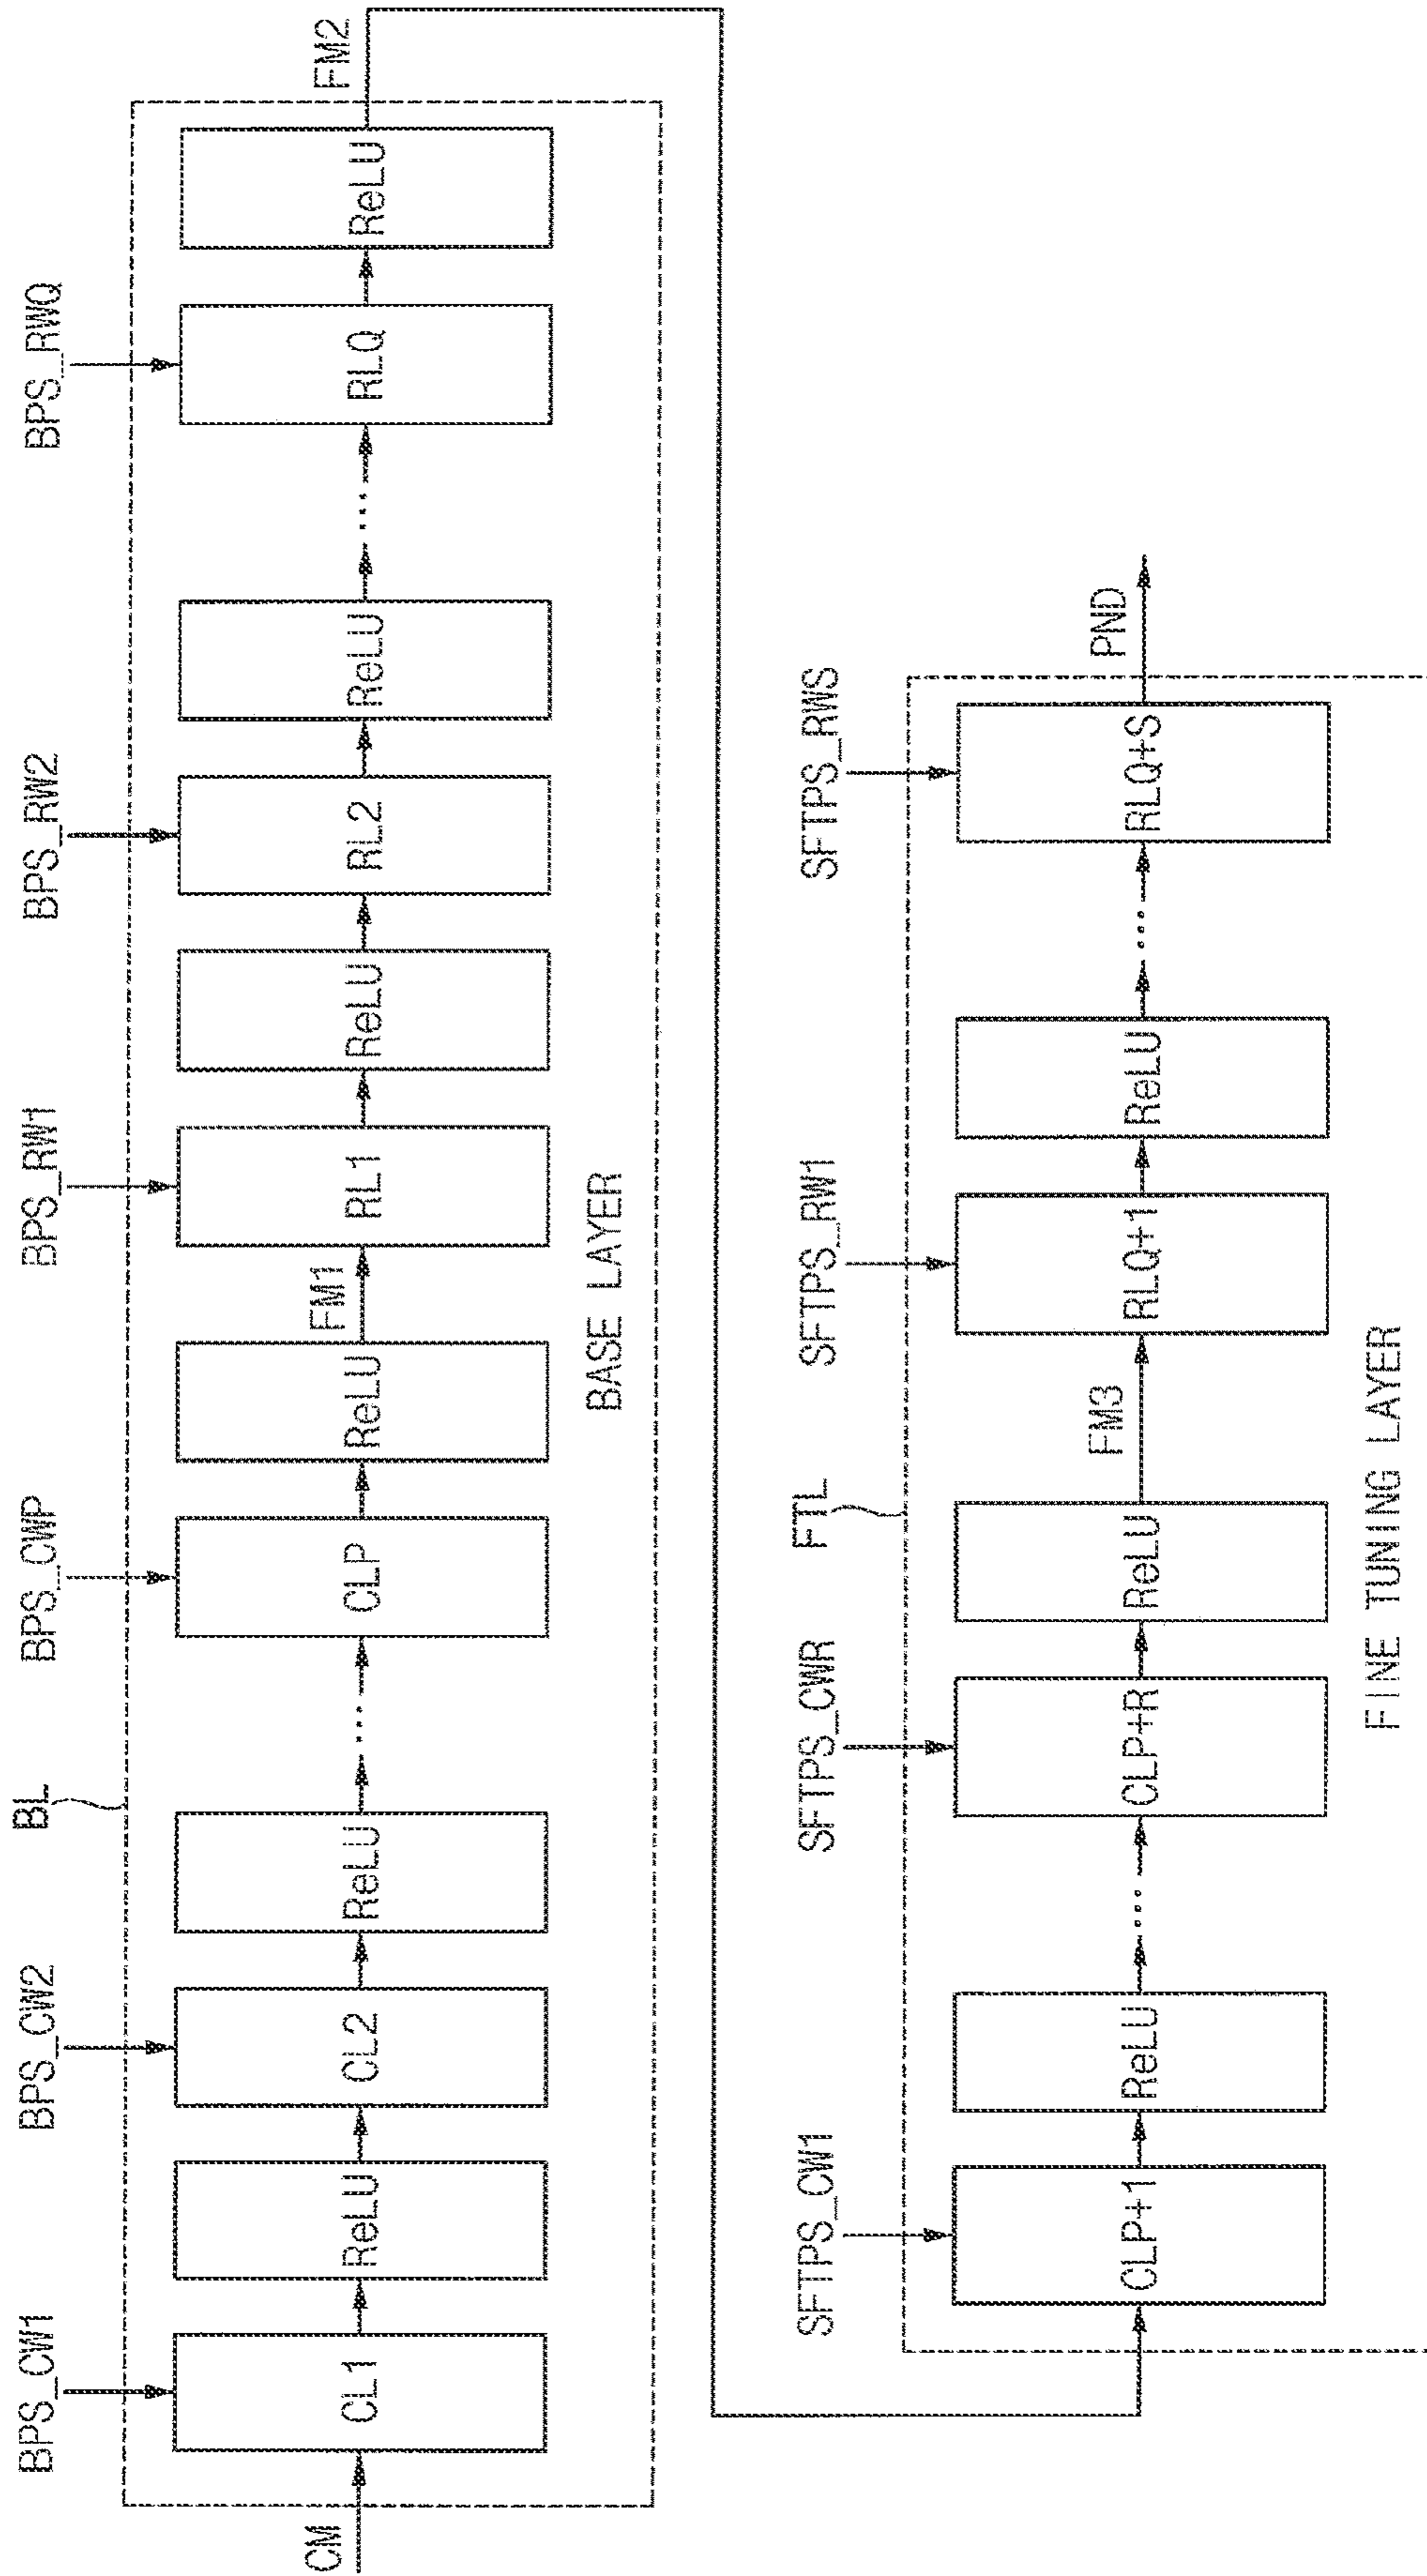 BPS_CW1
BPS_CW2
BL
BPS_CWP
BPS_RW1
BPS_RW2
BPS_RWQ
CM
CL1
ReLU
CL2
ReLU
...
CLP
ReLU
FM1
RL1
ReLU
RL2
ReLU
...
RLQ
ReLU
FM2
BASE LAYER
SFTPS_CW1
SFTPS_CWR
FTL
SFTPS_RW1
SFTPS_RWS
CLP+1
ReLU
...
CLP+R
ReLU
FM3
RLQ+1
ReLU
...
RLQ+S
PND
FINE TUNING LAYER